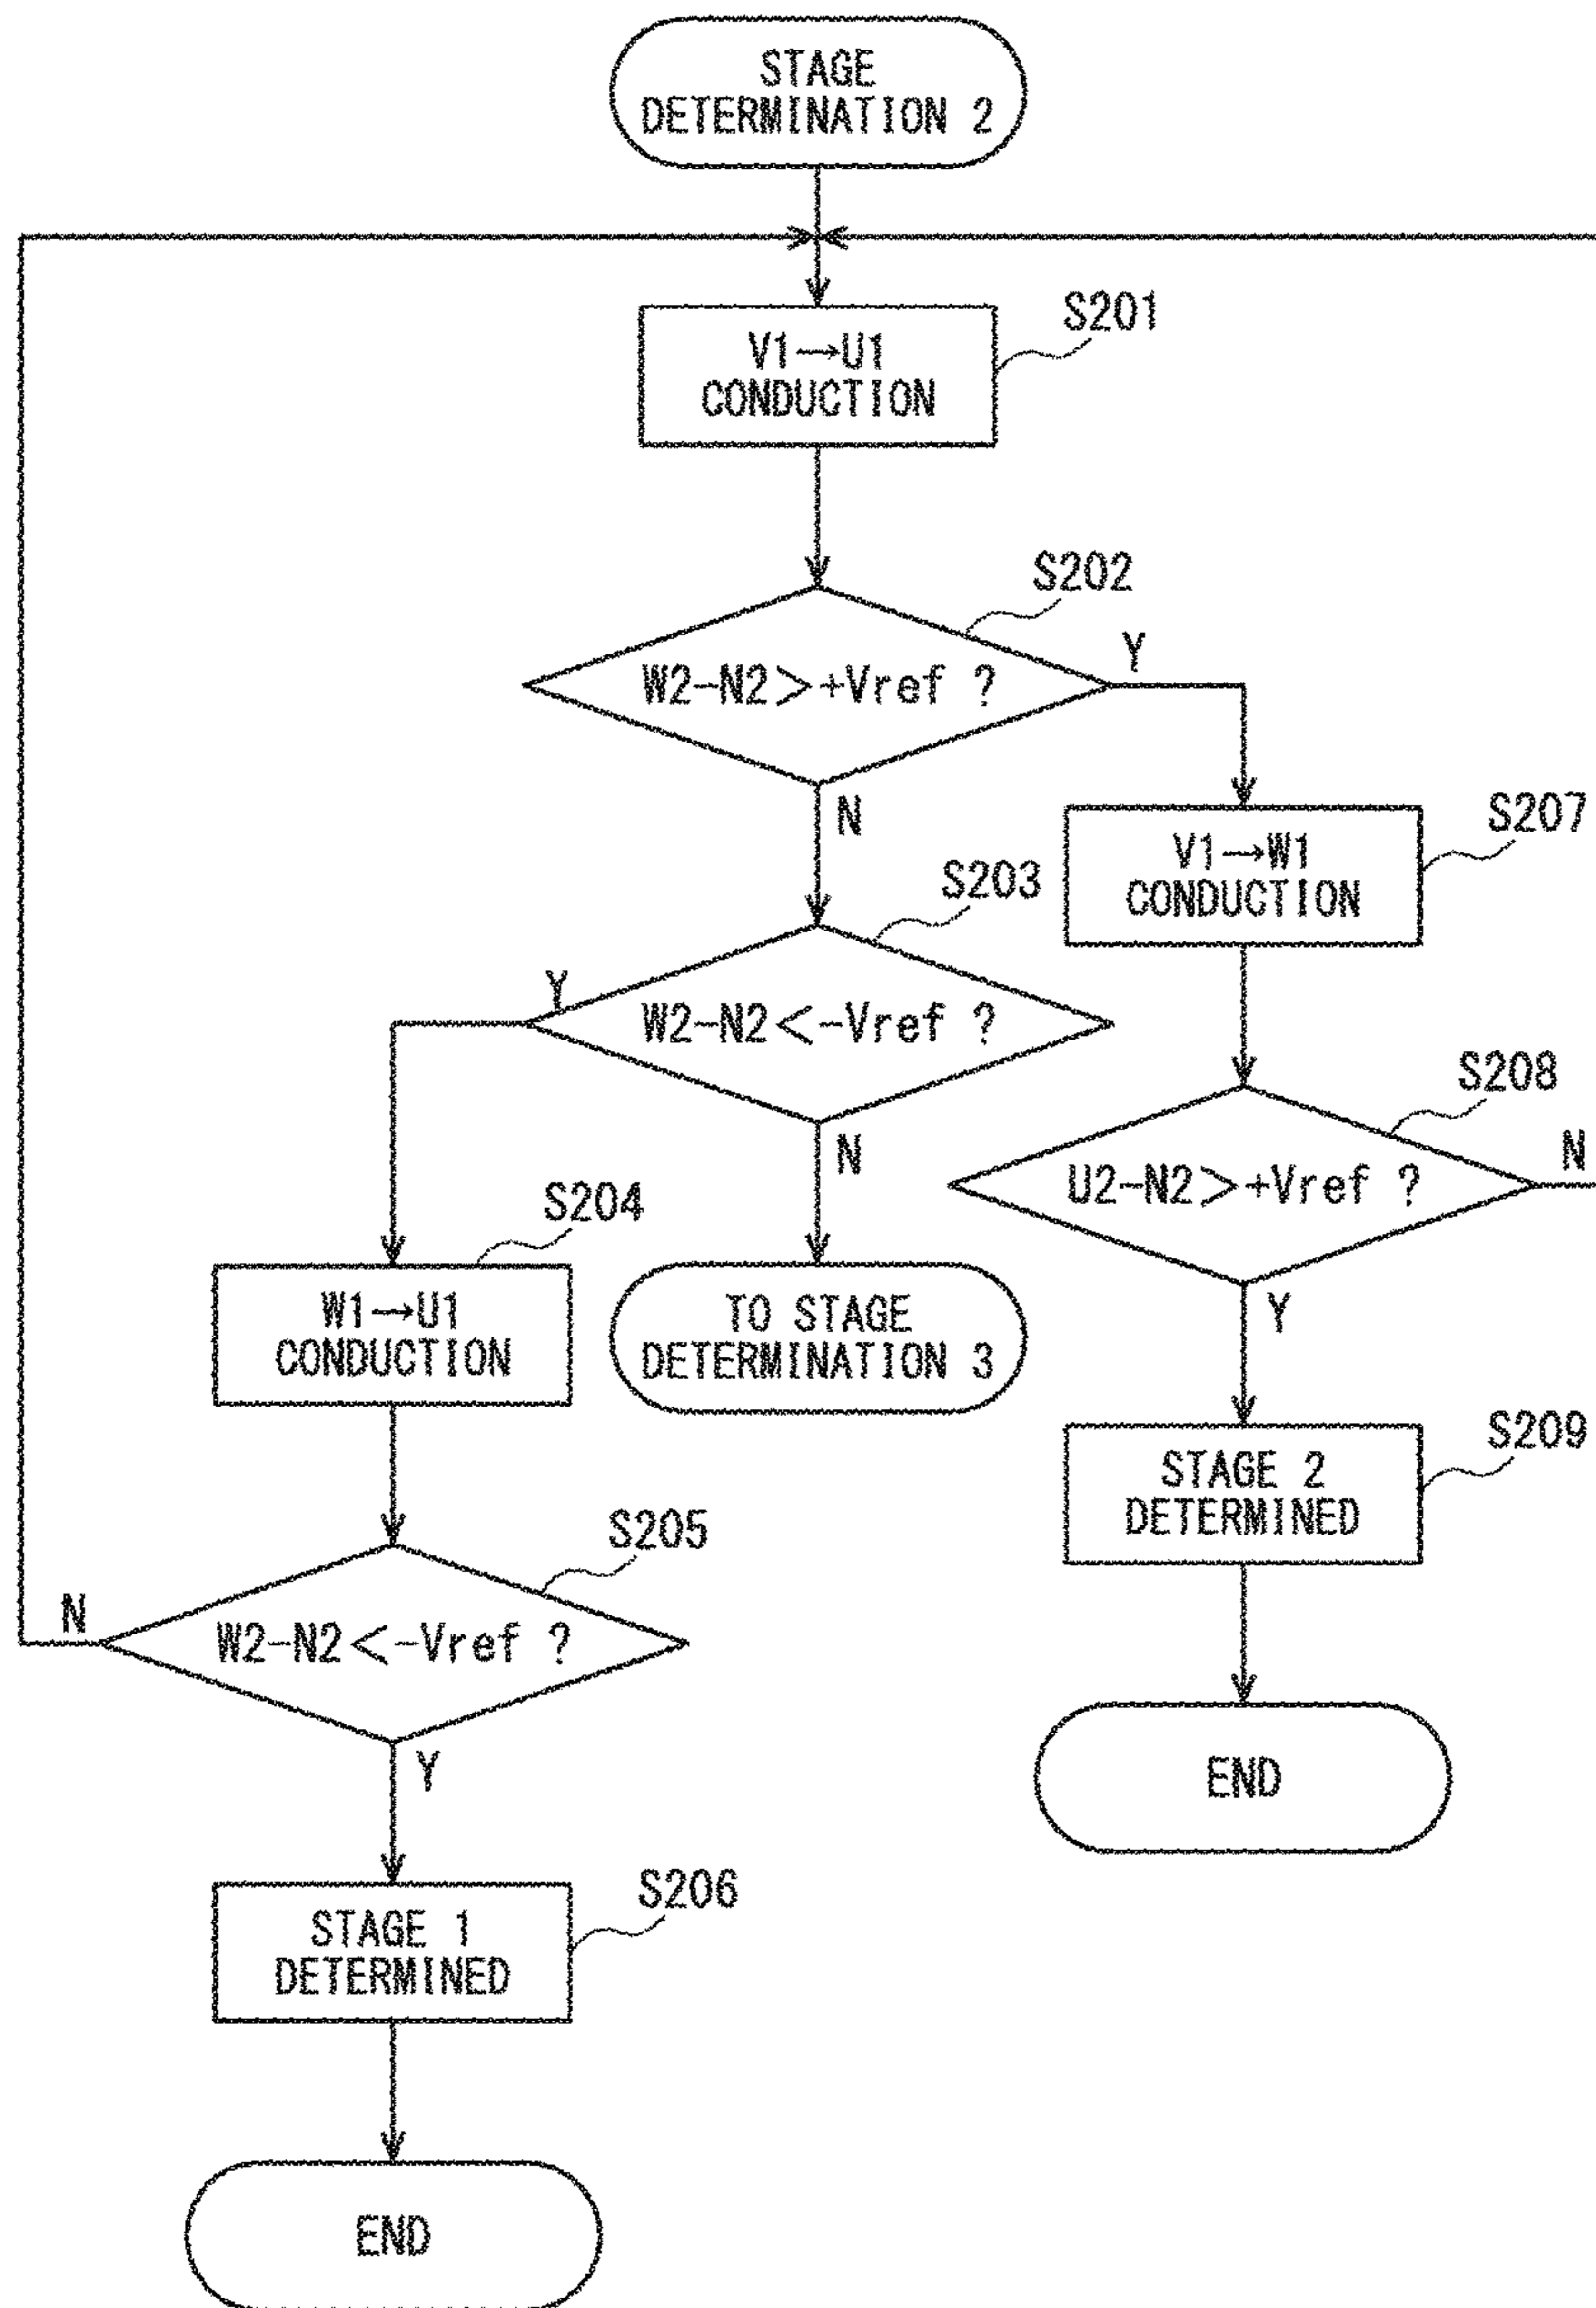 STAGE
DETERMINATION 2
S201
V1→U1
CONDUCTION
S202
W2-N2>+Vref ?
Y
N
S207
V1→W1
CONDUCTION
S203
Y
W2-N2<-Vref ?
N
S208
U2-N2>+Vref ?
N
Y
S204
W1→U1
CONDUCTION
TO STAGE
DETERMINATION 3
S209
STAGE 2
DETERMINED
S205
N
W2-N2<-Vref ?
Y
END
S206
STAGE 1
DETERMINED
END